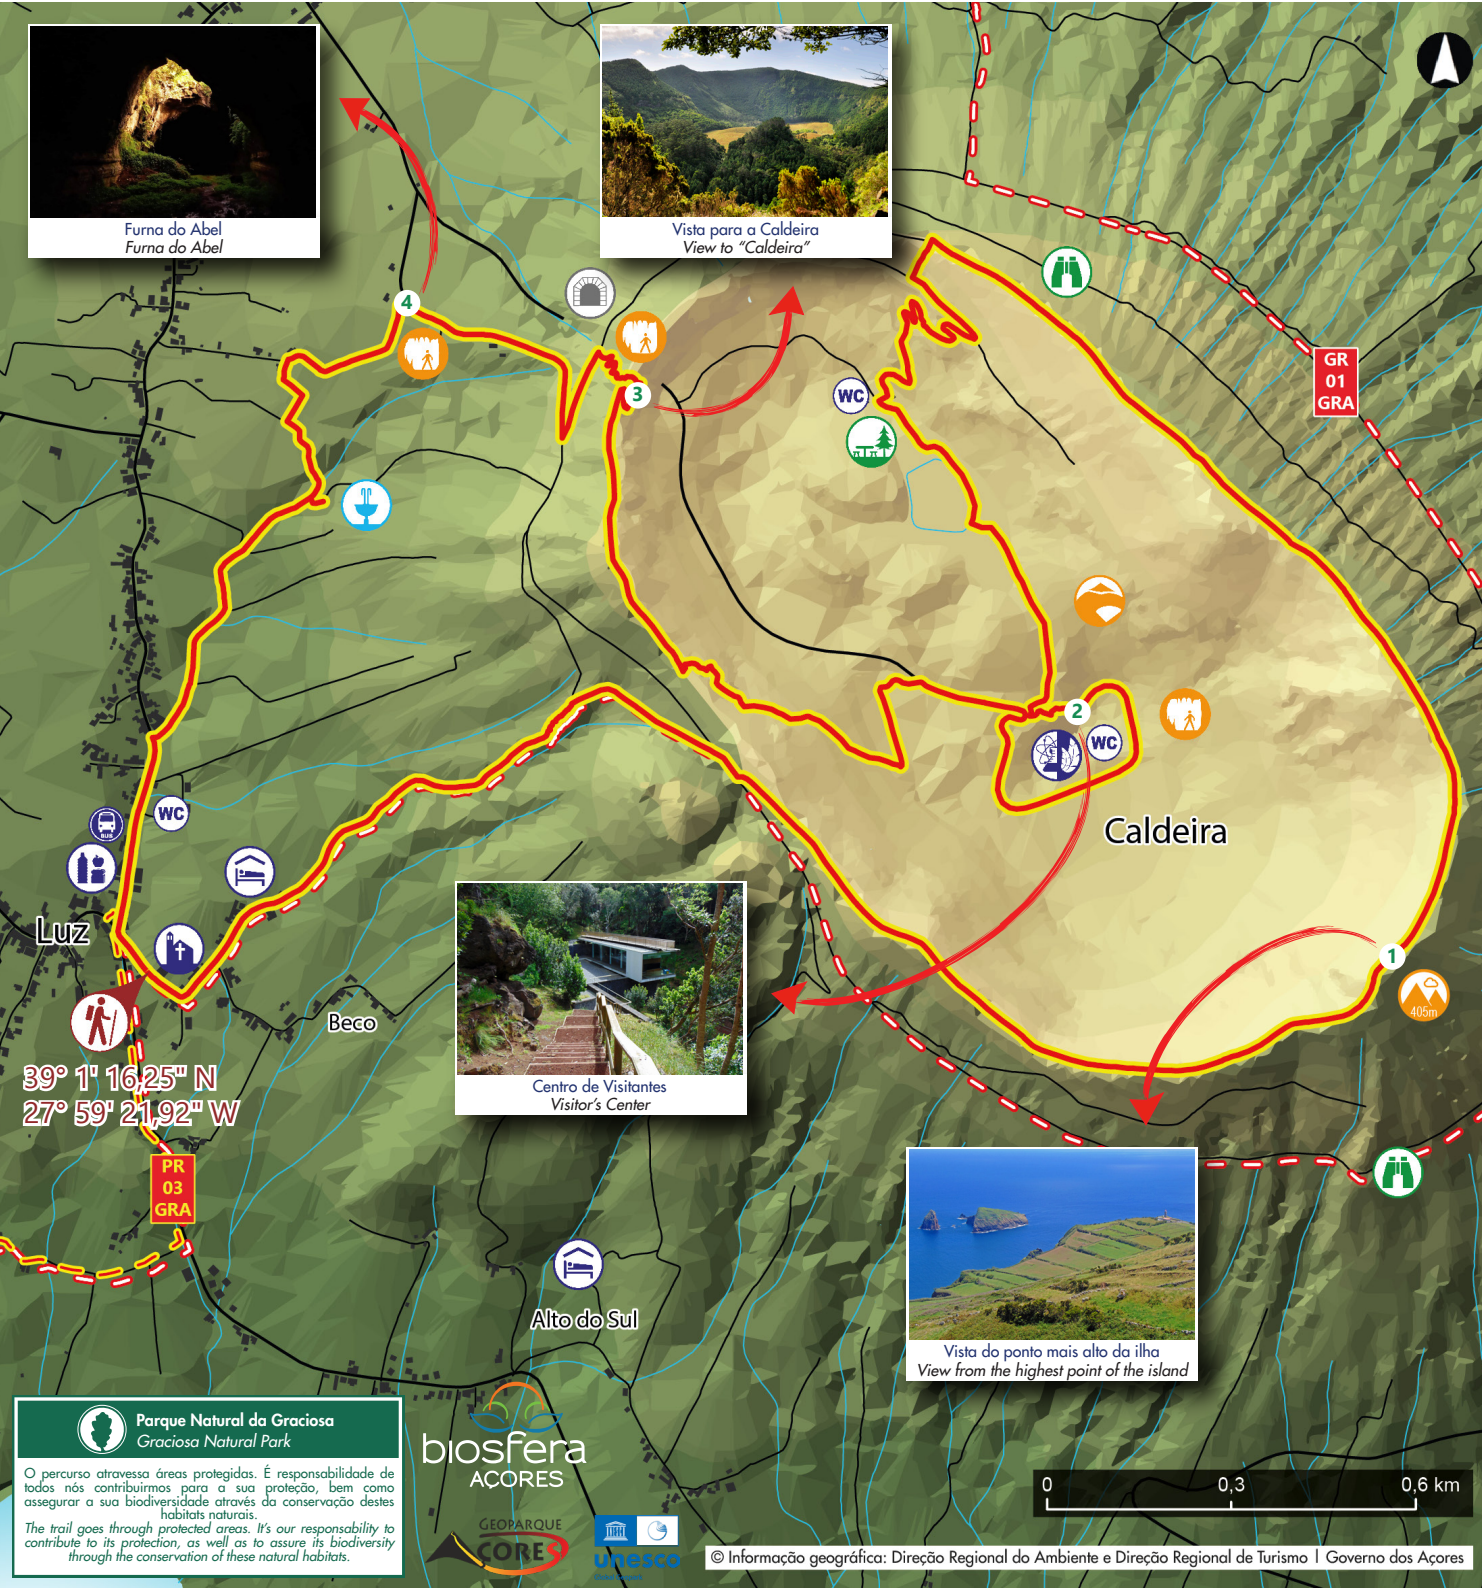 Furna do Abel
Furna do Abel
Vista para a Caldeira
View to “Caldeira”
4
3
WC
GR
01
GRA
2
WC
Caldeira
WC
BUS
Luz
1
405m
Beco
39° 1' 16,25" N
27° 59' 21,92" W
Centro de Visitantes
Visitor's Center
PR
03
GRA
Alto do Sul
Vista do ponto mais alto da ilha
View from the highest point of the island
Parque Natural da Graciosa
Graciosa Natural Park
O percurso atravessa áreas protegidas. É responsabilidade de
todos nós contribuirmos para a sua proteção, bem como
assegurar a sua biodiversidade através da conservação destes
habitats naturais.
The trail goes through protected areas. It's our responsability to
contribute to its protection, as well as to assure its biodiversity
through the conservation of these natural habitats.
biosfera
AÇORES
GEOPARQUE
AÇORES
unesco
0 0,3 0,6 km
© Informação geográfica: Direção Regional do Ambiente e Direção Regional de Turismo | Governo dos Açores